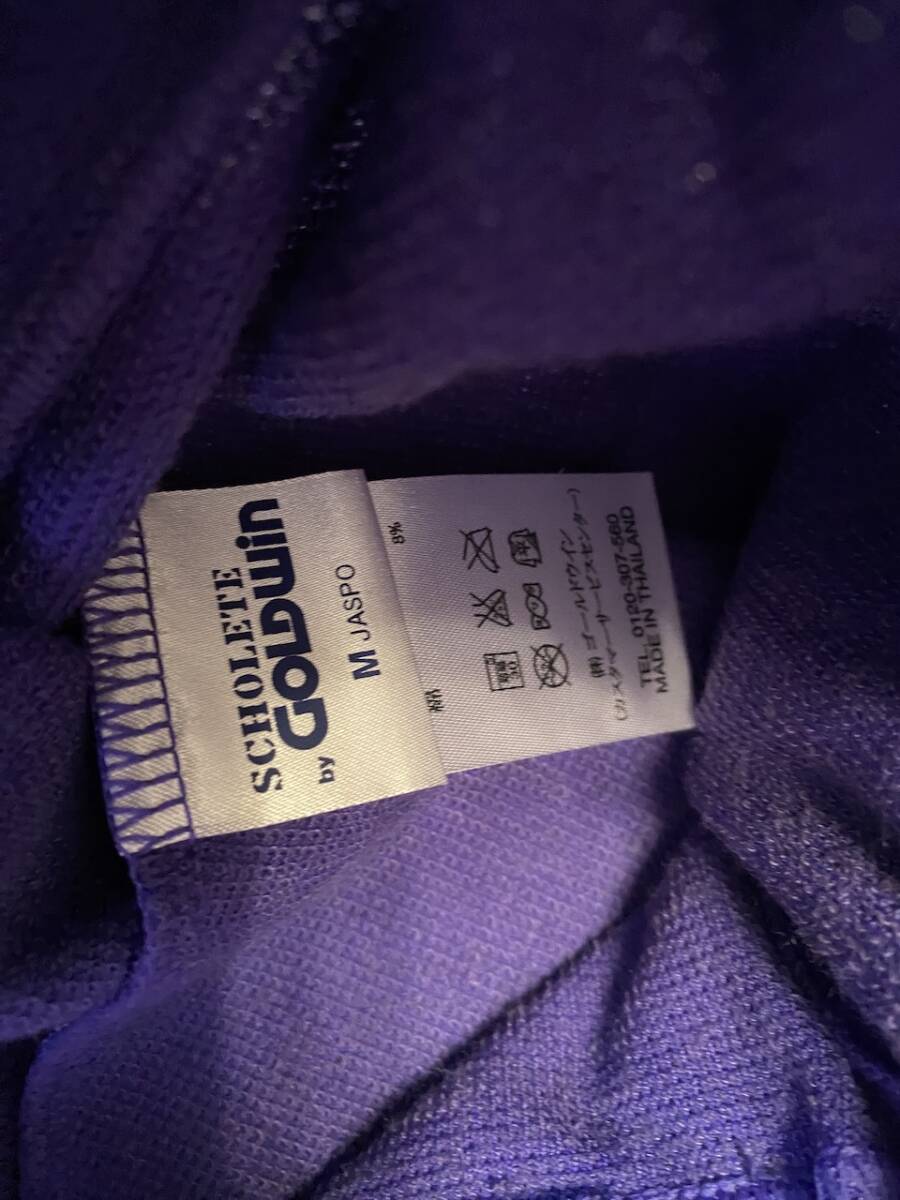 SCHOLETE
by GOLDWIN
M JASPO
8%
30
(株)ゴールドウイン
(カスタマーサービスセンター)
TEL 0120-307-560
MADE IN THAILAND